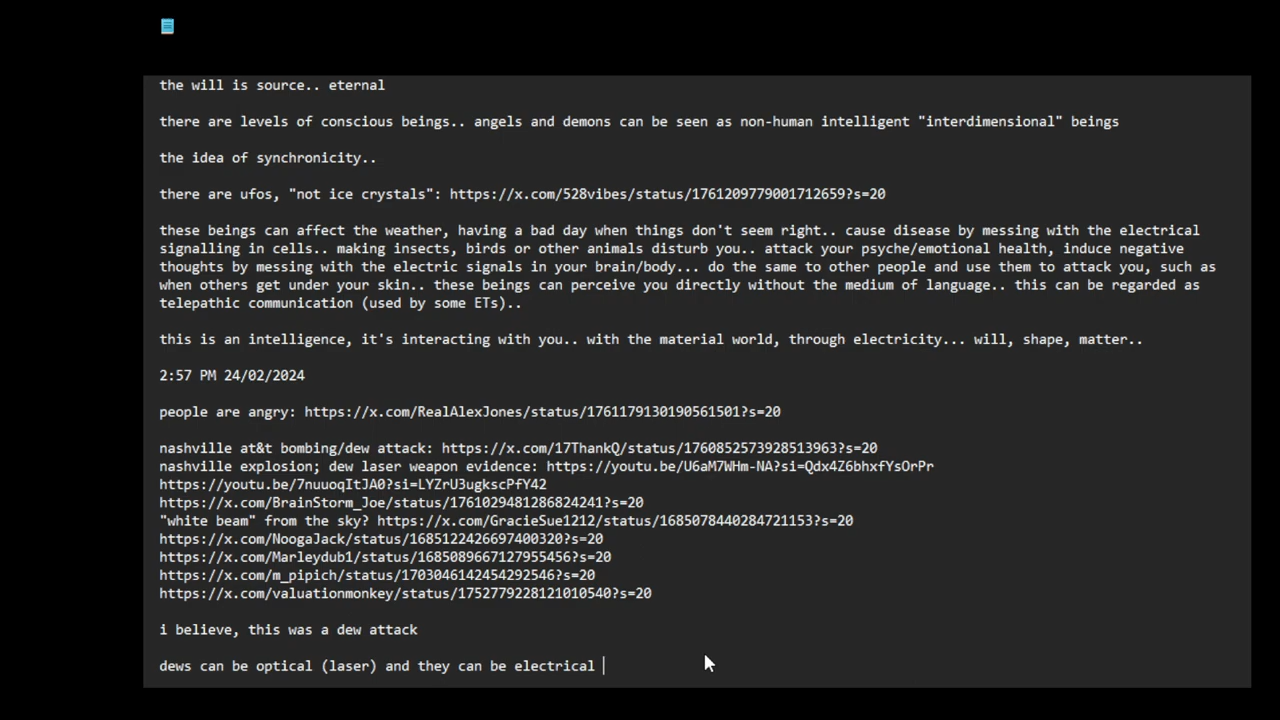 the will is source.. eternal
there are levels of conscious beings.. angels and demons can be seen as non-human intelligent "interdimensional" beings
the idea of synchronicity..
there are ufos, "not ice crystals": https://x.com/528vibes/status/1761209779001712659?s=20
these beings can affect the weather, having a bad day when things don't seem right.. cause disease by messing with the electrical
signalling in cells.. making insects, birds or other animals disturb you.. attack your psyche/emotional health, induce negative
thoughts by messing with the electric signals in your brain/body... do the same to other people and use them to attack you, such as
when others get under your skin.. these beings can perceive you directly without the medium of language.. this can be regarded as
telepathic communication (used by some ETs)..
this is an intelligence, it's interacting with you.. with the material world, through electricity... will, shape, matter..
2:57 PM 24/02/2024
people are angry: https://x.com/RealAlexJones/status/1761179130190561501?s=20
nashville at&t bombing/dew attack: https://x.com/17ThankQ/status/1760852573928513963?s=20
nashville explosion; dew laser weapon evidence: https://youtu.be/U6aM7WHm-NA?si=Qdx4Z6bhxfYsOrPr
https://youtu.be/7nuuoqItJA0?si=LYZrU3ugkscPfY42
https://x.com/BrainStorm_Joe/status/1761029481286824241?s=20
"white beam" from the sky? https://x.com/GracieSue1212/status/1685078440284721153?s=20
https://x.com/NoogaJack/status/1685122426697400320?s=20
https://x.com/Marleydub1/status/1685089667127955456?s=20
https://x.com/m_pipich/status/1703046142454292546?s=20
https://x.com/valuationmonkey/status/1752779228121010540?s=20
i believe, this was a dew attack
dews can be optical (laser) and they can be electrical